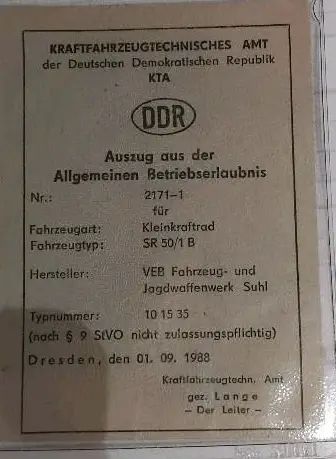 KRAFTFAHRZEUGTECHNISCHES AMT
der Deutschen Demokratischen Republik
KTA
DDR
Auszug aus der
Allgemeinen Betriebserlaubnis
Nr.: 2171-1
für
Fahrzeugart: Kleinkraftrad
Fahrzeugtyp: SR 50/1 B
Hersteller: VEB Fahrzeug- und
Jagdwaffenwerk Suhl
Typnummer: 10 15 35
(nach § 9 StVO nicht zulassungspflichtig)
Dresden, den 01. 09. 1988
Kraftfahrzeugtechn. Amt
gez. Lange
– Der Leiter –